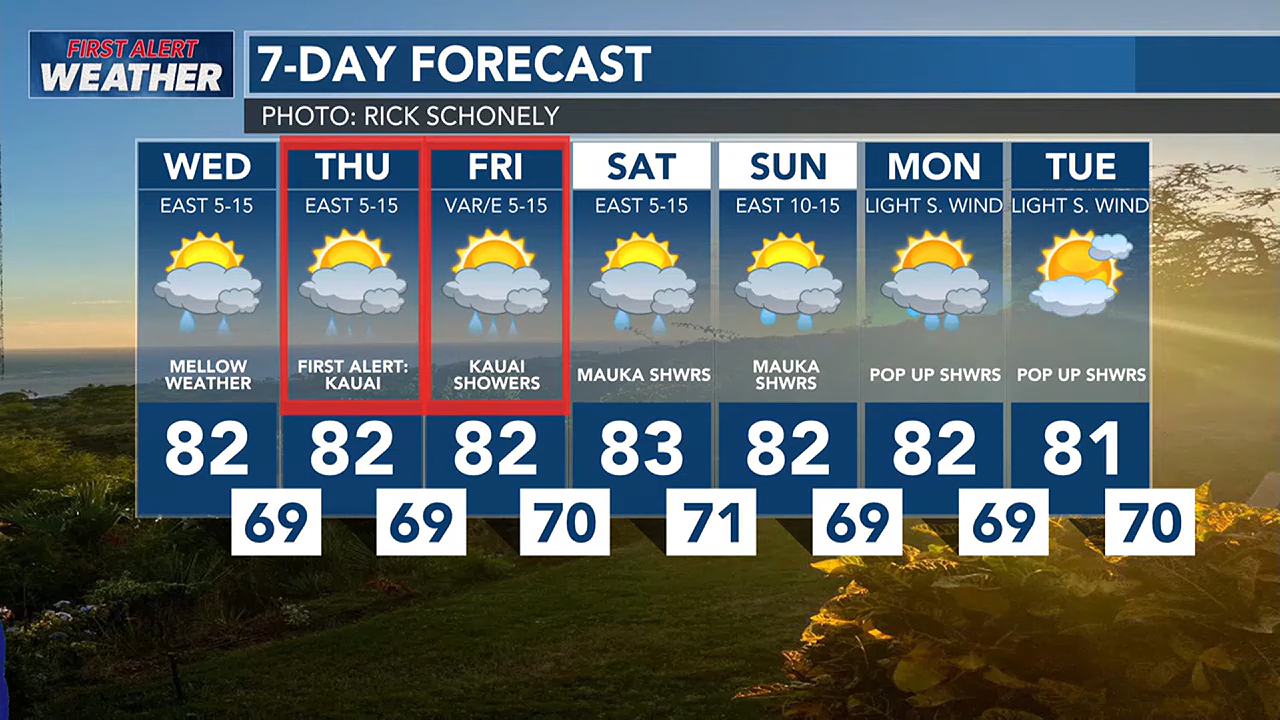 FIRST ALERT
WEATHER
7-DAY FORECAST
PHOTO: RICK SCHONELY
WED
THU
FRI
SAT
SUN
MON
TUE
EAST 5-15
EAST 5-15
VAR/E 5-15
EAST 5-15
EAST 10-15
LIGHT S. WIND
LIGHT S. WIND
MELLOW
WEATHER
FIRST ALERT:
KAUAI
KAUAI
SHOWERS
MAUKA SHWRS
MAUKA
SHWRS
POP UP SHWRS
POP UP SHWRS
82
82
82
83
82
82
81
69
69
70
71
69
69
70